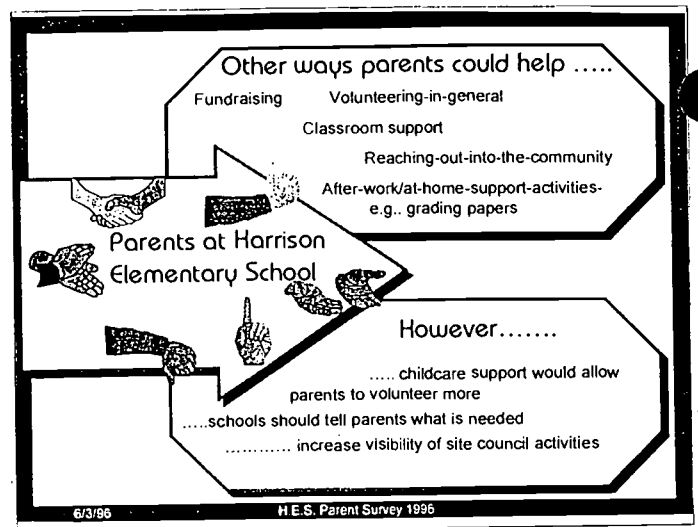 Other ways parents could help .....
Fundraising Volunteering-in-general
Classroom support
Reaching-out-into-the-community
After-work/at-home-support-activities-
e.g.. grading papers
Parents at Harrison
Elementary School
However.......
..... childcare support would allow
parents to volunteer more
.....schools should tell parents what is needed
............ increase visibility of site council activities
6/3/96 H.E.S. Parent Survey 1996